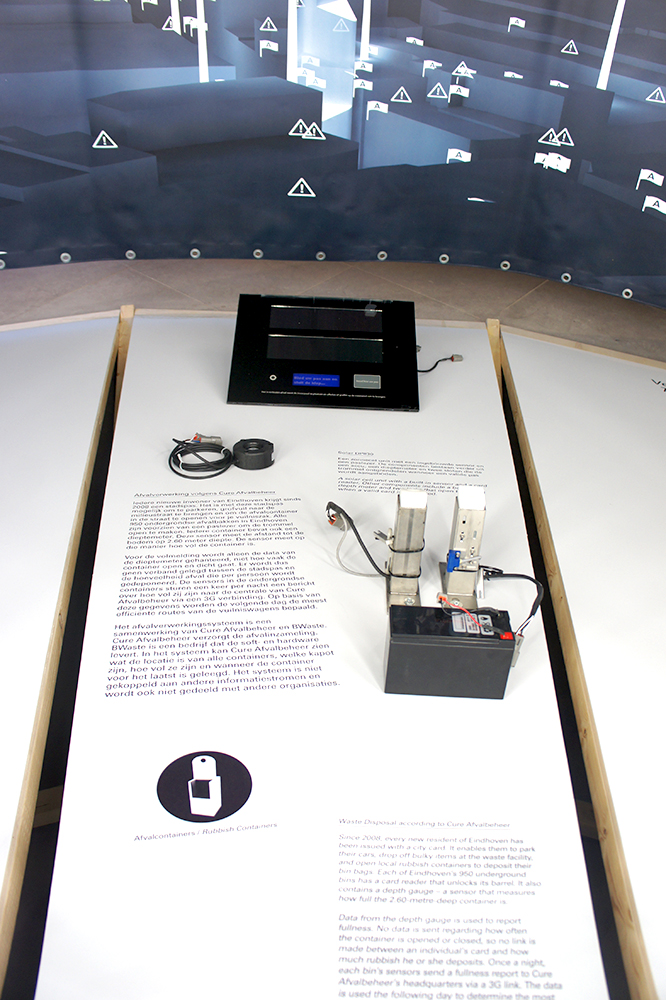 Afvalverwerking volgens Cure Afvalbeheer
Iedere nieuwe inwoner van Eindhoven krijgt sinds
2008 een stadspas. Het is met deze stadspas
mogelijk om te parkeren, grofvuil naar de
milieustraat te brengen en om de afvalcontainer
in de straat te openen voor je vuilniszak. Alle
950 ondergrondse afvalbakken in Eindhoven
zijn voorzien van een paslezer om de trommel
open te maken. Iedere container bevat ook een
dieptemeter. Deze sensor meet de afstand tot de
bodem op 2.60 meter diepte. De sensor meet op
die manier hoe vol de container is.
Voor de vulmelding wordt alleen de data van
de dieptemeter gehanteerd, niet hoe vaak de
container open en dicht gaat. Er wordt dus
geen verband gelegd tussen de stadspas en
de hoeveelheid afval die per persoon wordt
gedeponeerd. De sensors in de ondergrondse
containers sturen een keer per nacht een bericht
over hoe vol zij zijn naar de centrale van Cure
Afvalbeheer via een 3G verbinding. Op basis van
deze gegevens worden de volgende dag de meest
efficiente routes van de vuilniswagens bepaald.
Het afvalverwerkingssysteem is een
samenwerking van Cure Afvalbeheer en BWaste.
Cure Afvalbeheer verzorgt de afvalinzameling,
BWaste is een bedrijf dat de soft- en hardware
levert. In het systeem kan Cure Afvalbeheer zien
wat de locatie is van alle containers, welke kapot
zijn, hoe vol ze zijn en wanneer de container
voor het laatst is geleegd. Het systeem is niet
gekoppeld aan andere informatiestromen en
wordt ook niet gedeeld met andere organisaties.
Afvalcontainers / Rubbish Containers
Waste Disposal according to Cure Afvalbeheer
Since 2008, every new resident of Eindhoven has
been issued with a city card. It enables them to park
their cars, drop off bulky items at the waste facility,
and open local rubbish containers to deposit their
bin bags. Each of Eindhoven's 950 underground
bins has a card reader that unlocks its barrel. It also
contains a depth gauge – a sensor that measures
how full the 2.60-metre deep container is.
Data from the depth gauge is used to report
fullness. No data is sent regarding how often
the container is opened or closed, so no link is
made between an individual's card and how
much rubbish he or she deposits. Once a night,
each bin's sensors send a fullness report to Cure
Afvalbeheer's headquarters via a 3G link. The data
is used the following day to determine the most